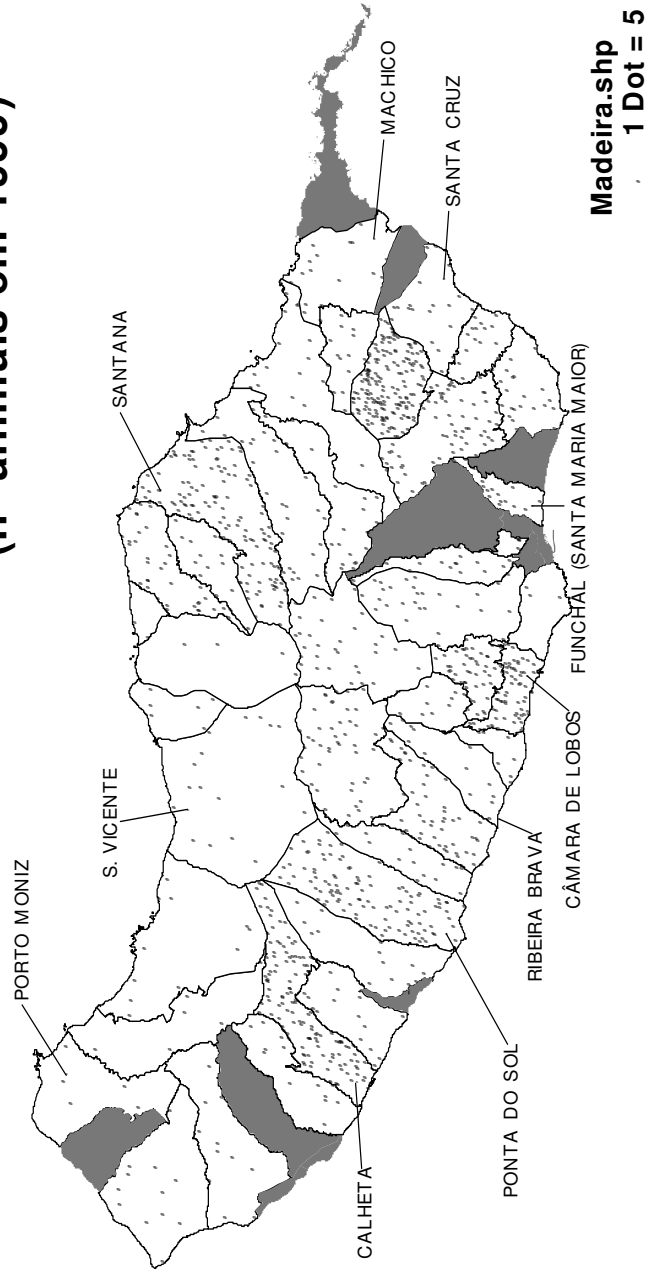 animais em
PORTO MONIZ
S. VICENTE
SANTANA
MACHICO
SANTA CRUZ
FUNCHAL (SANTA MARIA MAIOR)
CÂMARA DE LOBOS
RIBEIRA BRAVA
PONTA DO SOL
CALHETA
Madeira.shp
1 Dot = 5